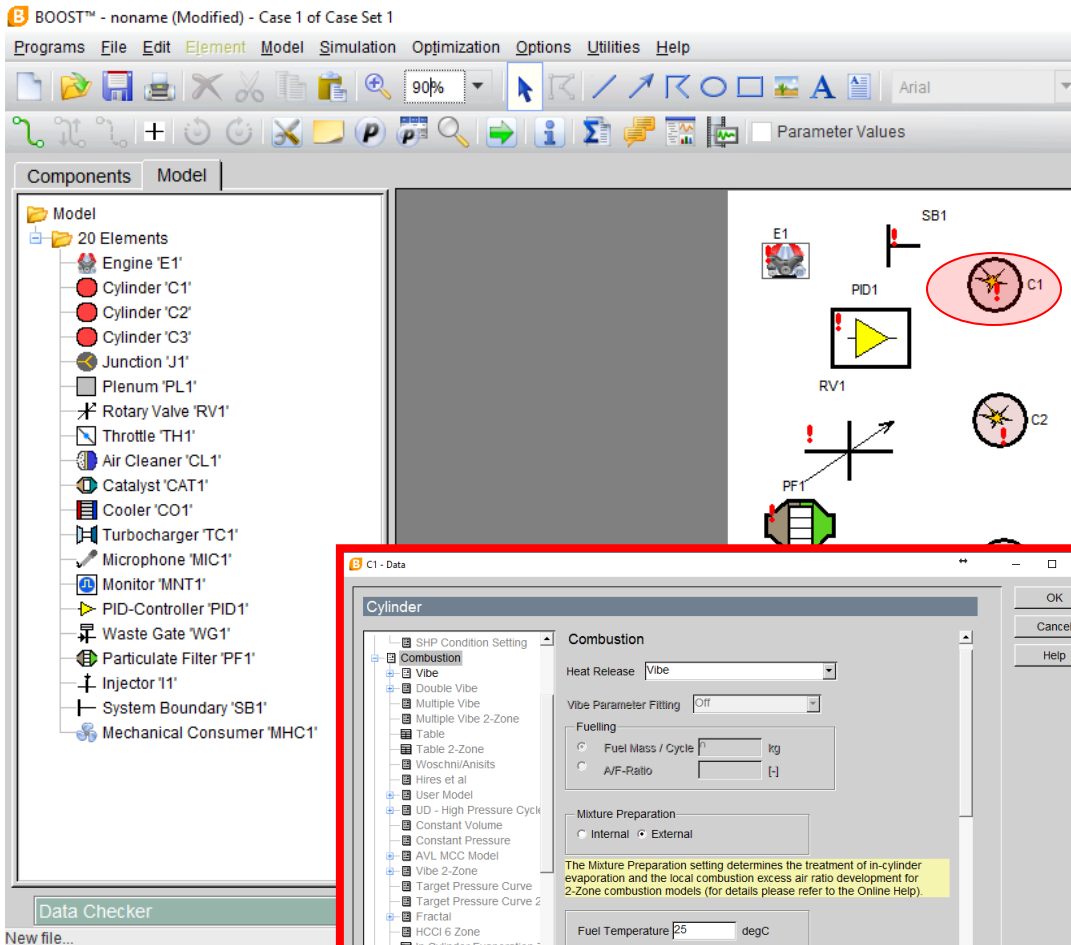 BOOST™ - noname (Modified) - Case 1 of Case Set 1
Programs File Edit Element Model Simulation Optimization Options Utilities Help
90% A Arial
P P i Σ Parameter Values
Components Model
Model
20 Elements
Engine 'E1'
Cylinder 'C1'
Cylinder 'C2'
Cylinder 'C3'
Junction 'J1'
Plenum 'PL1'
Rotary Valve 'RV1'
Throttle 'TH1'
Air Cleaner 'CL1'
Catalyst 'CAT1'
Cooler 'CO1'
Turbocharger 'TC1'
Microphone 'MIC1'
Monitor 'MNT1'
PID-Controller 'PID1'
Waste Gate 'WG1'
Particulate Filter 'PF1'
Injector 'I1'
System Boundary 'SB1'
Mechanical Consumer 'MHC1'
Data Checker
New file...
SB1
E1
C1
PID1
RV1
C2
PF1
C1 - Data
Cylinder
OK
Cancel
Help
SHP Condition Setting
Combustion
Vibe
Double Vibe
Multiple Vibe
Multiple Vibe 2-Zone
Table
Table 2-Zone
Woschni/Anisits
Hires et al
User Model
UD - High Pressure Cycle
Constant Volume
Constant Pressure
AVL MCC Model
Vibe 2-Zone
Target Pressure Curve
Target Pressure Curve 2
Fractal
HCCI 6 Zone
Combustion
Heat Release Vibe
Vibe Parameter Fitting Off
Fuelling
Fuel Mass / Cycle kg
A/F-Ratio [-]
Mixture Preparation
Internal External
The Mixture Preparation setting determines the treatment of in-cylinder
evaporation and the local combustion excess air ratio development for
2-Zone combustion models (for details please refer to the Online Help).
Fuel Temperature 25 degC